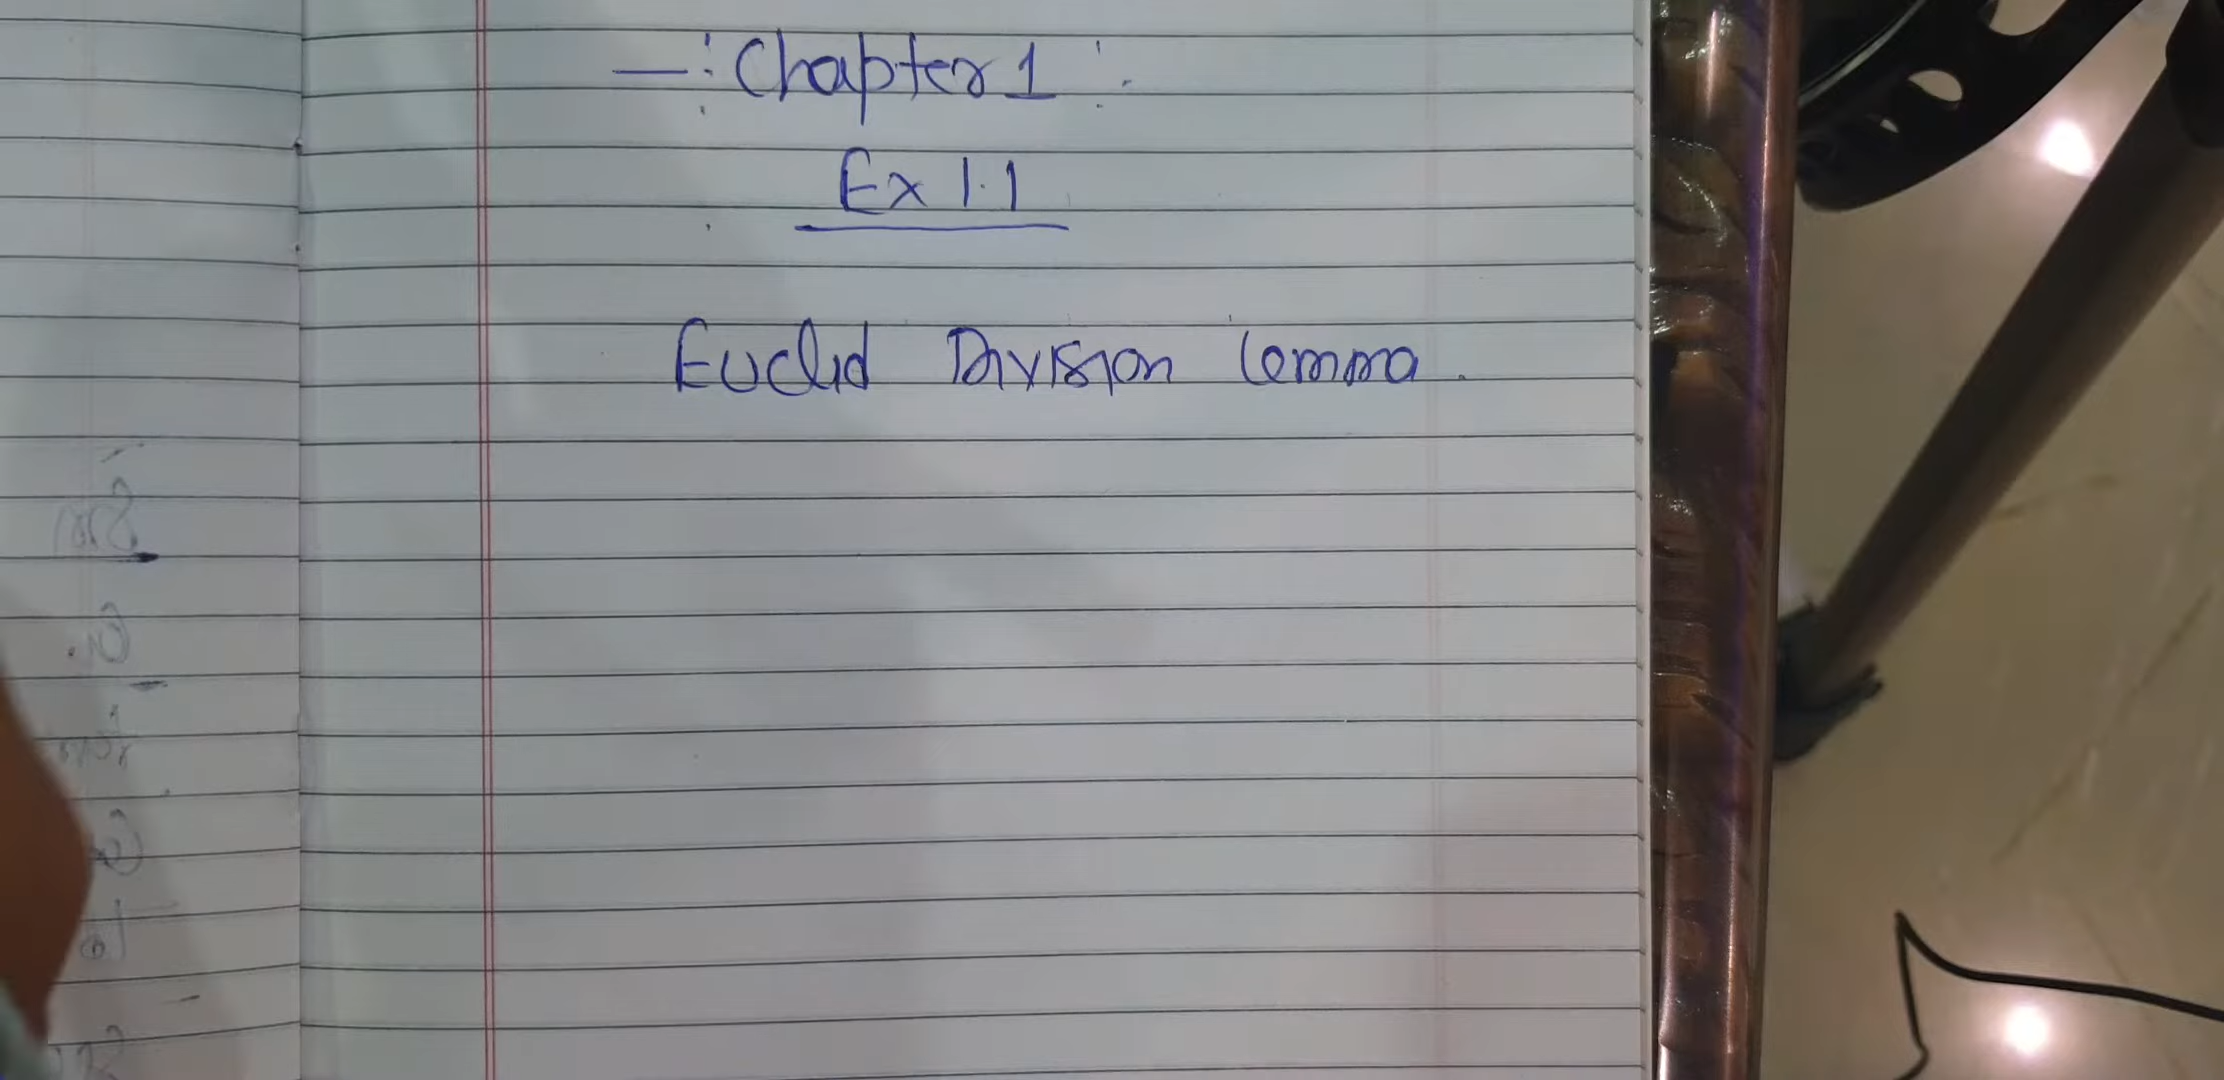 —: Chapter 1 :-
Ex 1.1
Euclid Division lemma.